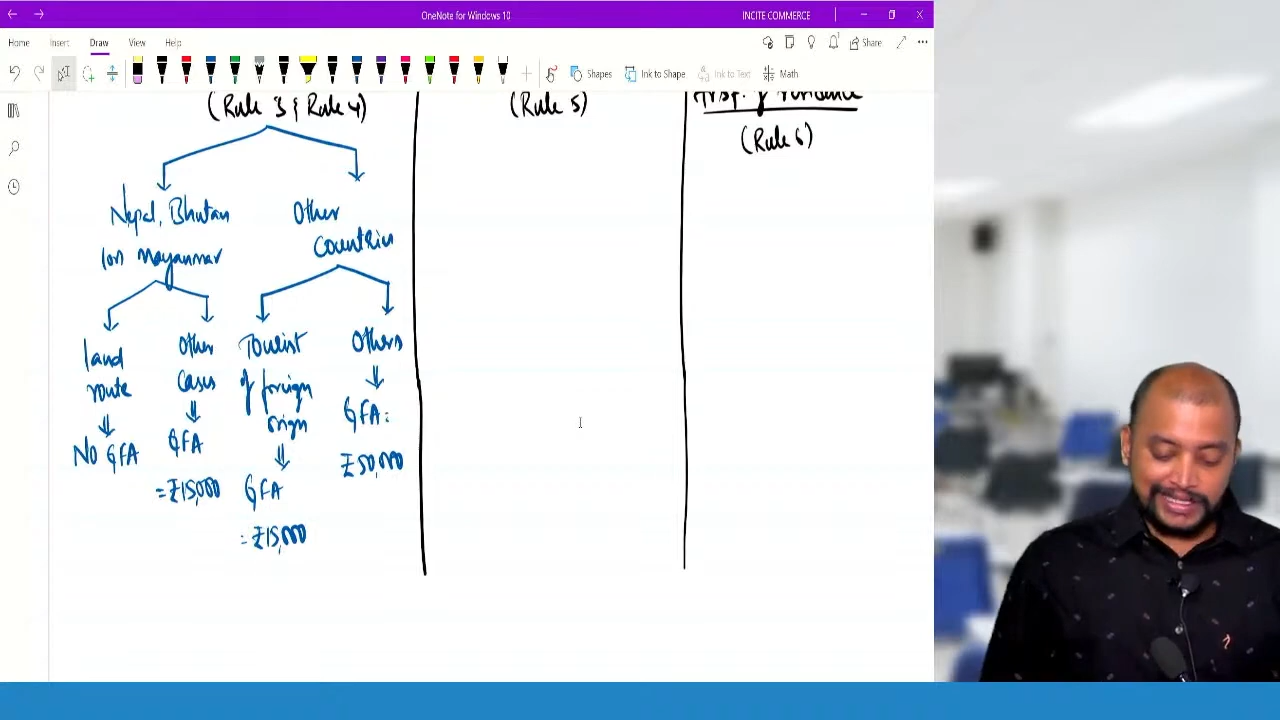 OneNote for Windows 10
INCITE COMMERCE
Home Insert Draw View Help
Share
Shapes Ink to Shape Ink to Text Math
(Rule 3 & Rule 4)
(Rule 5)
(Rule 6)
Nepal, Bhutan
(or) Mayanmar
Other
Countries
land
route
⇓
NO GFA
Other
Cases
⇓
GFA
= ₹15,000
Tourist
of foreign
origin
⇓
GFA
= ₹15,000
Others
⇓
GFA:
₹50,000